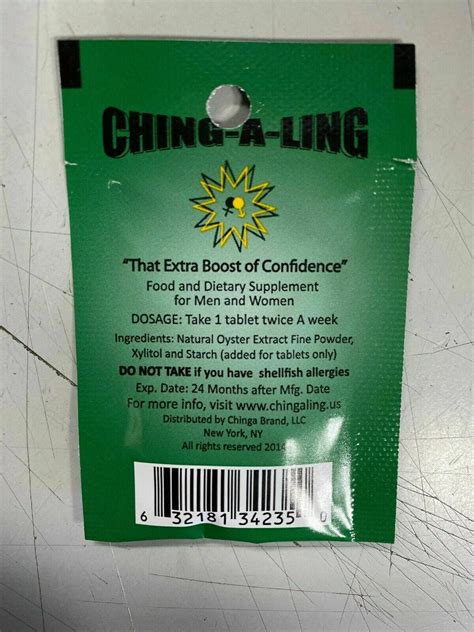 CHING-A-LING
"That Extra Boost of Confidence"
Food and Dietary Supplement
for Men and Women
DOSAGE: Take 1 tablet twice A week
Ingredients: Natural Oyster Extract Fine Powder,
Xylitol and Starch (added for tablets only)
DO NOT TAKE if you have shellfish allergies
Exp. Date: 24 Months after Mfg. Date
For more info, visit www.chingaling.us
Distributed by Chinga Brand, LLC
New York, NY
All rights reserved 2014
6 32181 34235 0